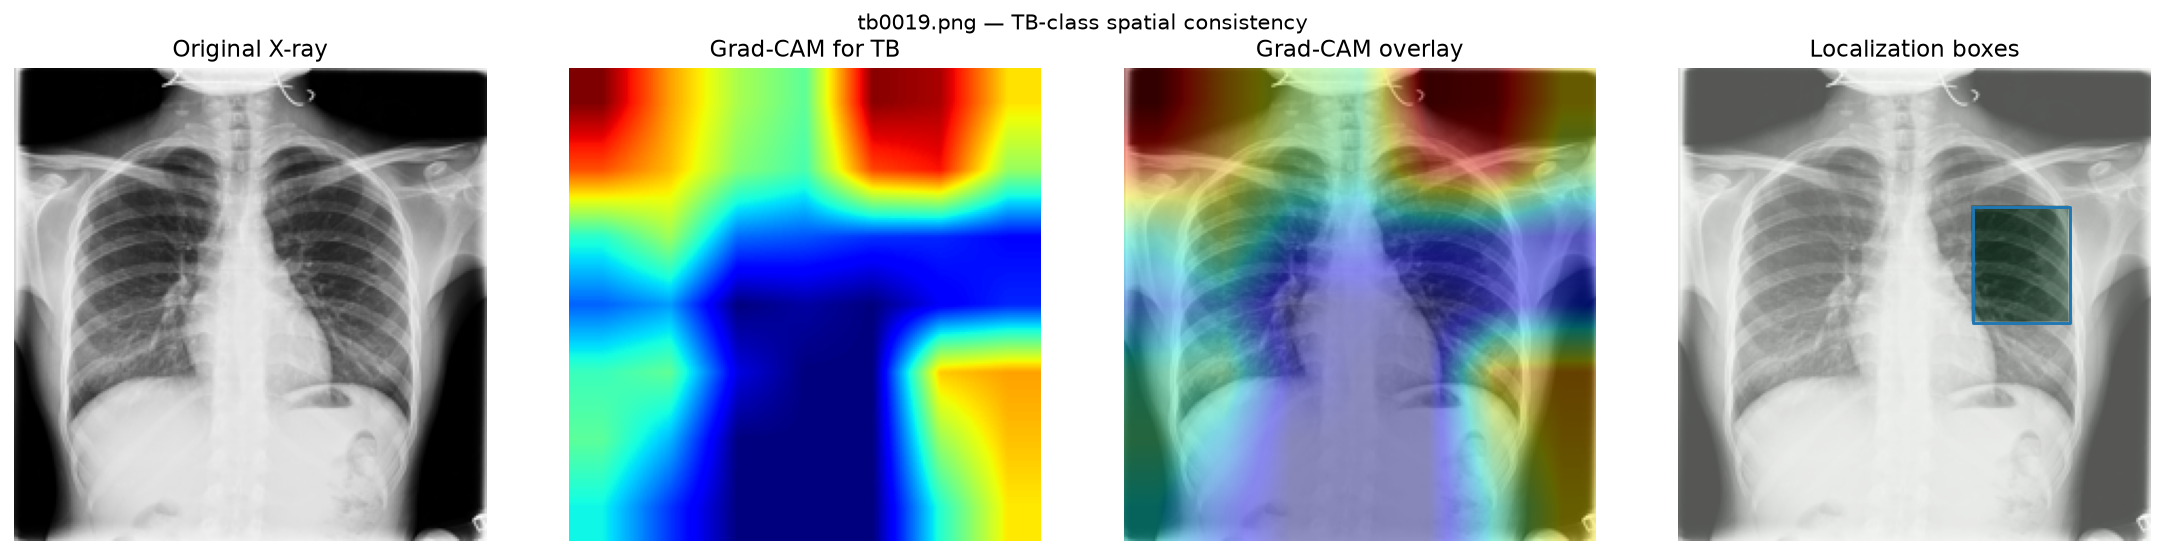 tb0019.png — TB-class spatial consistency
Original X-ray
Grad-CAM for TB
Grad-CAM overlay
Localization boxes